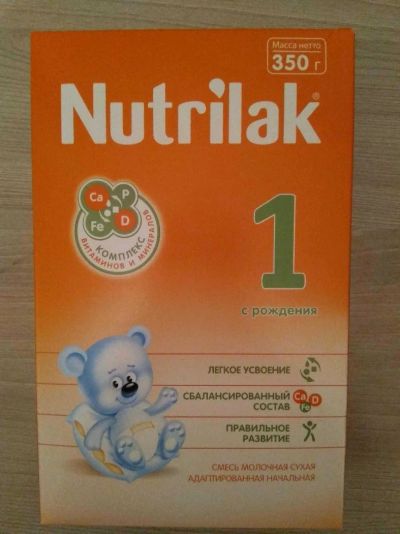 Масса нетто
350 г
Nutrilak®
Ca P
Fe D
КОМПЛЕКС
ВИТАМИНОВ И МИНЕРАЛОВ
1
с рождения
ЛЕГКОЕ УСВОЕНИЕ
СБАЛАНСИРОВАННЫЙ
СОСТАВ
Ca D
Fe
ПРАВИЛЬНОЕ
РАЗВИТИЕ
СМЕСЬ МОЛОЧНАЯ СУХАЯ
АДАПТИРОВАННАЯ НАЧАЛЬНАЯ